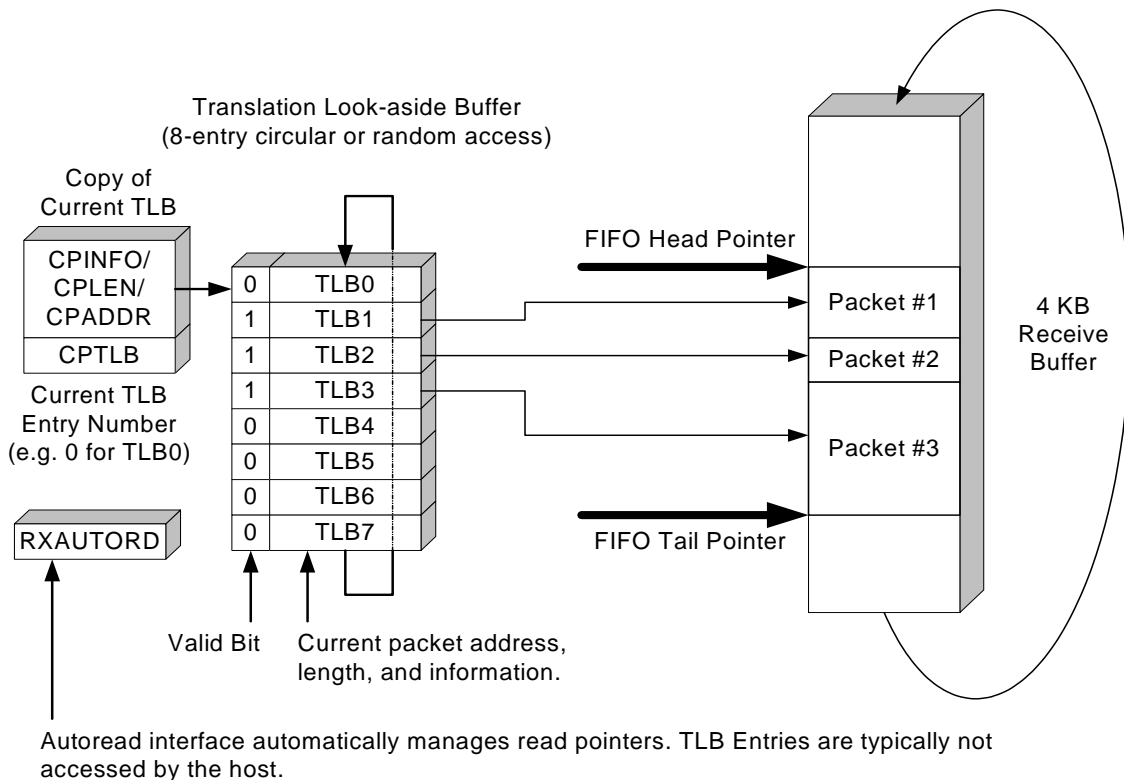 Translation Look-aside Buffer
(8-entry circular or random access)
Copy of
Current TLB
CPINFO/
CPLEN/
CPADDR
CPTLB
Current TLB
Entry Number
(e.g. 0 for TLB0)
RXAUTORD
0 TLB0
1 TLB1
1 TLB2
1 TLB3
0 TLB4
0 TLB5
0 TLB6
0 TLB7
Valid Bit
Current packet address,
length, and information.
FIFO Head Pointer
Packet #1
Packet #2
Packet #3
FIFO Tail Pointer
4 KB
Receive
Buffer
Autoread interface automatically manages read pointers. TLB Entries are typically not
accessed by the host.